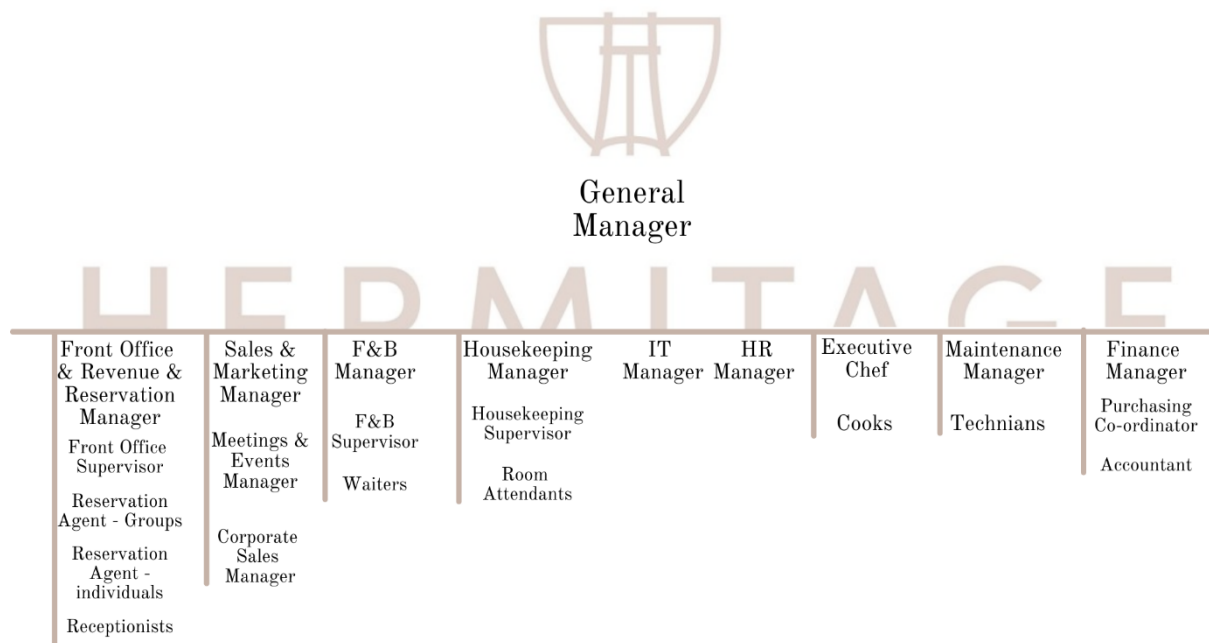 General
Manager
HERMITAGE
Front Office
& Revenue &
Reservation
Manager
Front Office
Supervisor
Reservation
Agent - Groups
Reservation
Agent -
individuals
Receptionists
Sales &
Marketing
Manager
Meetings &
Events
Manager
Corporate
Sales
Manager
F&B
Manager
F&B
Supervisor
Waiters
Housekeeping
Manager
Housekeeping
Supervisor
Room
Attendants
IT
Manager
HR
Manager
Executive
Chef
Cooks
Maintenance
Manager
Technians
Finance
Manager
Purchasing
Co-ordinator
Accountant